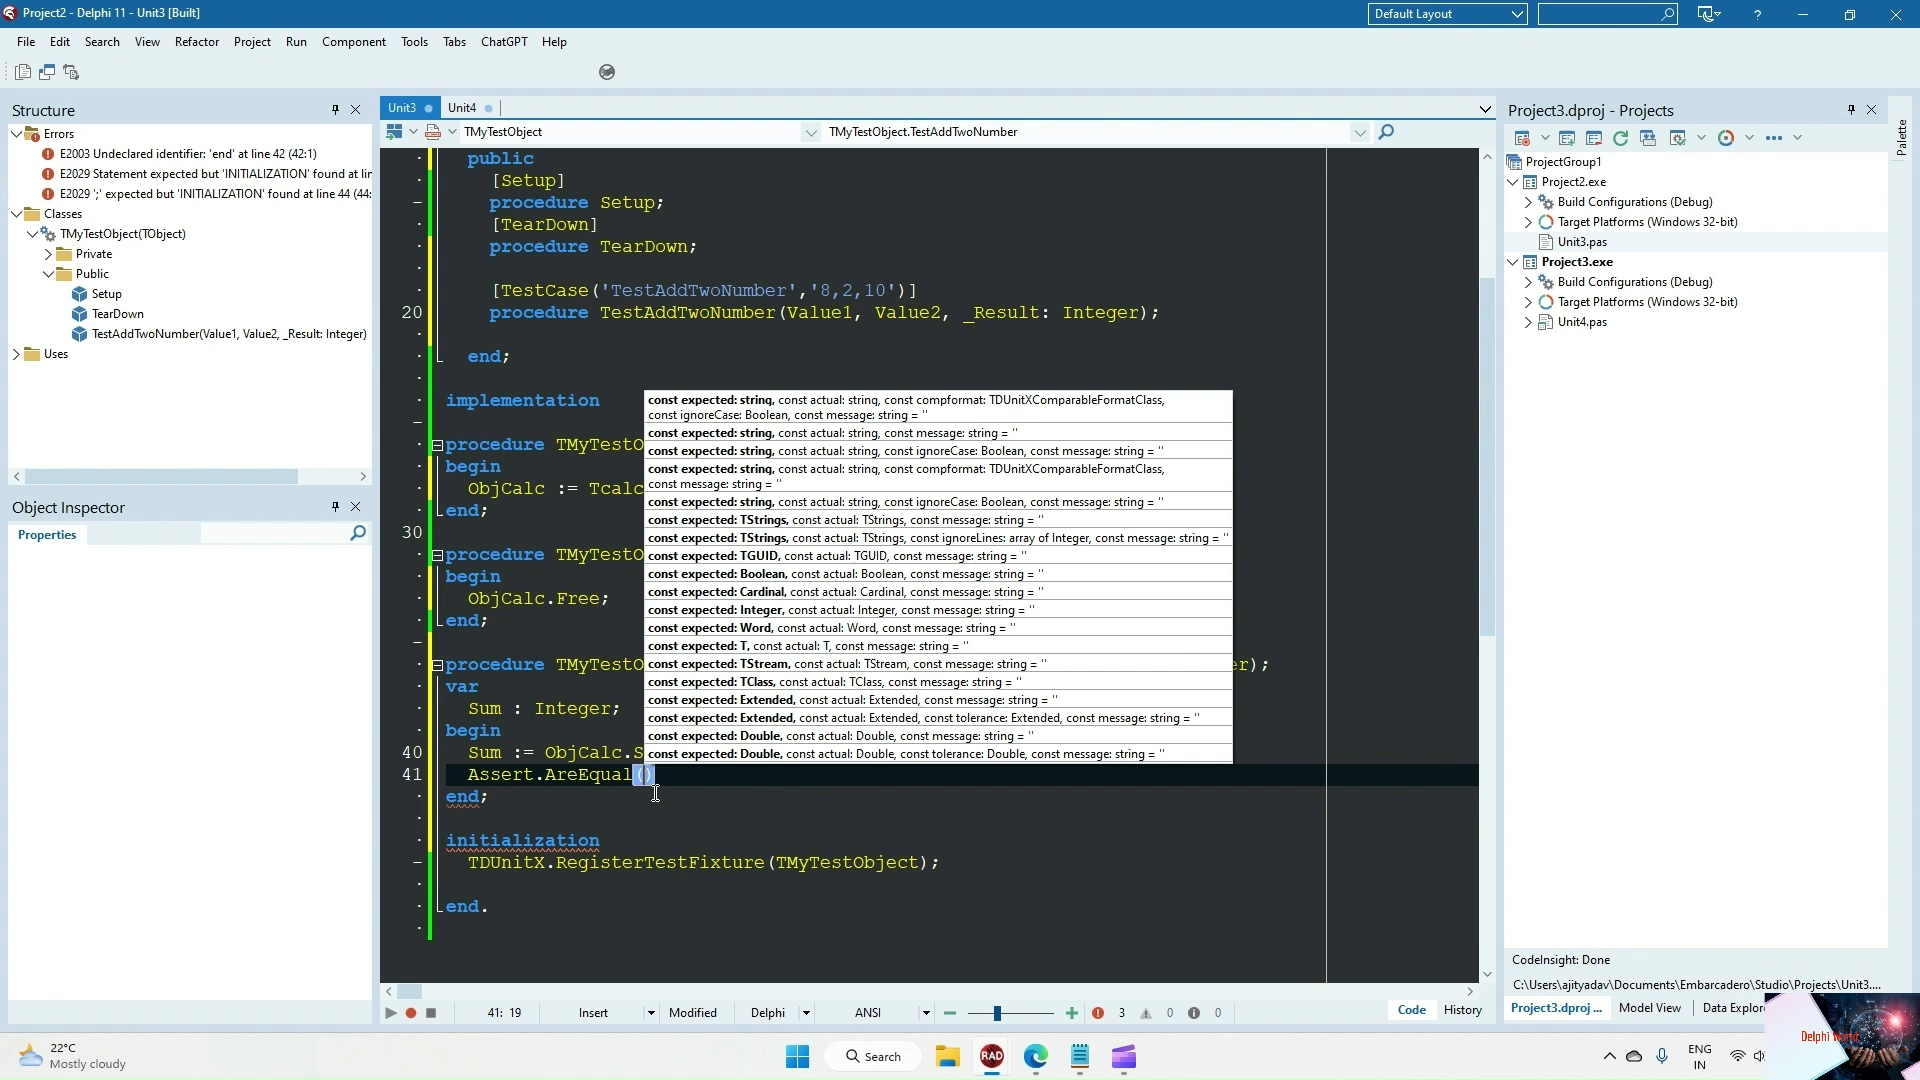 Project2 - Delphi 11 - Unit3 [Built]
Default Layout
File Edit Search View Refactor Project Run Component Tools Tabs ChatGPT Help
Structure
Errors
E2003 Undeclared identifier: 'end' at line 42 (42:1)
E2029 Statement expected but 'INITIALIZATION' found at lin
E2029 ';' expected but 'INITIALIZATION' found at line 44 (44:
Classes
TMyTestObject(TObject)
Private
Public
Setup
TearDown
TestAddTwoNumber(Value1, Value2, _Result: Integer)
Uses
Object Inspector
Properties
Unit3 Unit4
TMyTestObject TMyTestObject.TestAddTwoNumber
public
[Setup]
procedure Setup;
[TearDown]
procedure TearDown;
[TestCase('TestAddTwoNumber','8,2,10')]
20 procedure TestAddTwoNumber(Value1, Value2, _Result: Integer);
end;
implementation
procedure TMyTestO
begin
ObjCalc := Tcalc
end;
30
procedure TMyTestO
begin
ObjCalc.Free;
end;
procedure TMyTestO er);
var
Sum : Integer;
begin
40 Sum := ObjCalc.S
41 Assert.AreEqual()
end;
initialization
TDUnitX.RegisterTestFixture(TMyTestObject);
end.
const expected: string, const actual: string, const compformat: TDUnitXComparableFormatClass,
const ignoreCase: Boolean, const message: string = ''
const expected: string, const actual: string, const message: string = ''
const expected: string, const actual: string, const ignoreCase: Boolean, const message: string = ''
const expected: string, const actual: string, const compformat: TDUnitXComparableFormatClass,
const message: string = ''
const expected: string, const actual: string, const ignoreCase: Boolean, const message: string = ''
const expected: TStrings, const actual: TStrings, const message: string = ''
const expected: TStrings, const actual: TStrings, const ignoreLines: array of Integer, const message: string = ''
const expected: TGUID, const actual: TGUID, const message: string = ''
const expected: Boolean, const actual: Boolean, const message: string = ''
const expected: Cardinal, const actual: Cardinal, const message: string = ''
const expected: Integer, const actual: Integer, const message: string = ''
const expected: Word, const actual: Word, const message: string = ''
const expected: T, const actual: T, const message: string = ''
const expected: TStream, const actual: TStream, const message: string = ''
const expected: TClass, const actual: TClass, const message: string = ''
const expected: Extended, const actual: Extended, const message: string = ''
const expected: Extended, const actual: Extended, const tolerance: Extended, const message: string = ''
const expected: Double, const actual: Double, const message: string = ''
const expected: Double, const actual: Double, const tolerance: Double, const message: string = ''
41: 19 Insert Modified Delphi ANSI 3 0 0 Code History
Project3.dproj - Projects
Palette
ProjectGroup1
Project2.exe
Build Configurations (Debug)
Target Platforms (Windows 32-bit)
Unit3.pas
Project3.exe
Build Configurations (Debug)
Target Platforms (Windows 32-bit)
Unit4.pas
CodeInsight: Done
C:\Users\ajityadav\Documents\Embarcadero\Studio\Projects\Unit3....
Project3.dproj ... Model View Data Explor
Delphi World
22°C
Mostly cloudy
Search
RAD
ENG
IN